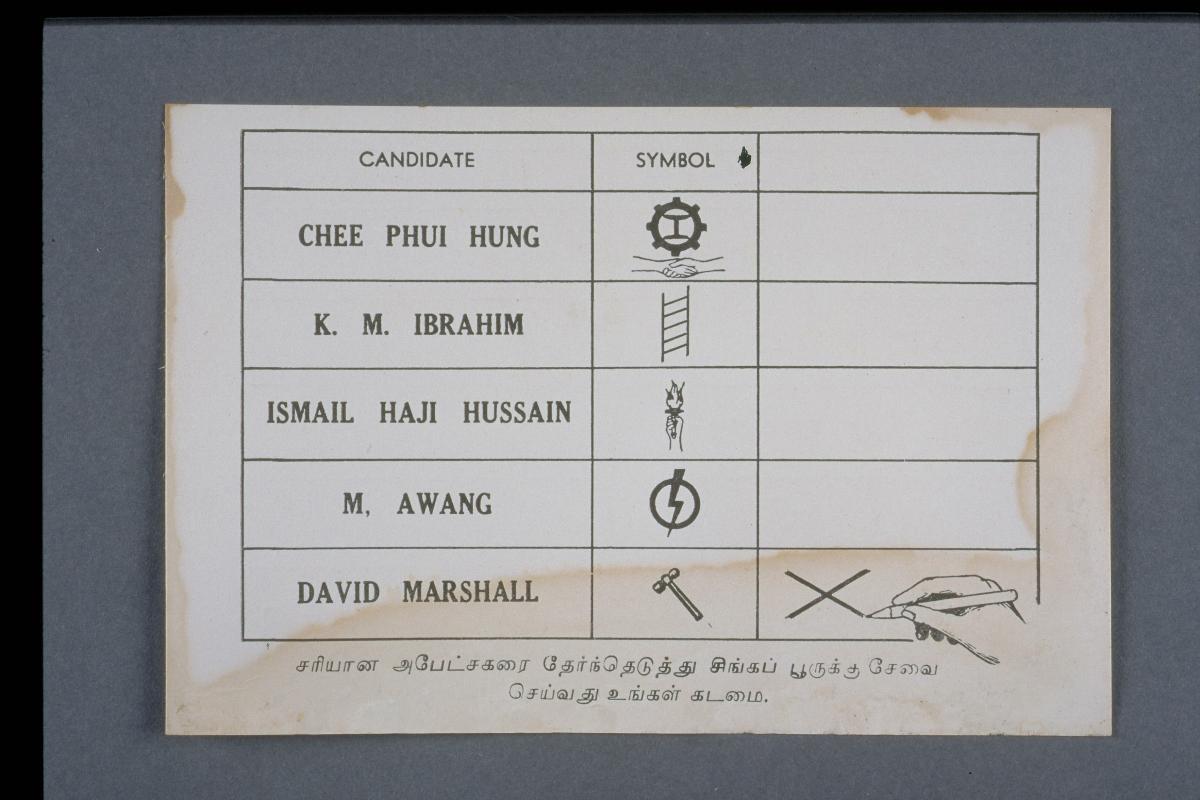 CANDIDATE SYMBOL
CHEE PHUI HUNG
K. M. IBRAHIM
ISMAIL HAJI HUSSAIN
M, AWANG
DAVID MARSHALL
சரியான அபேட்சகரை தேர்ந்தெடுத்து சிங்கப் பூருக்கு சேவை
செய்வது உங்கள் கடமை.